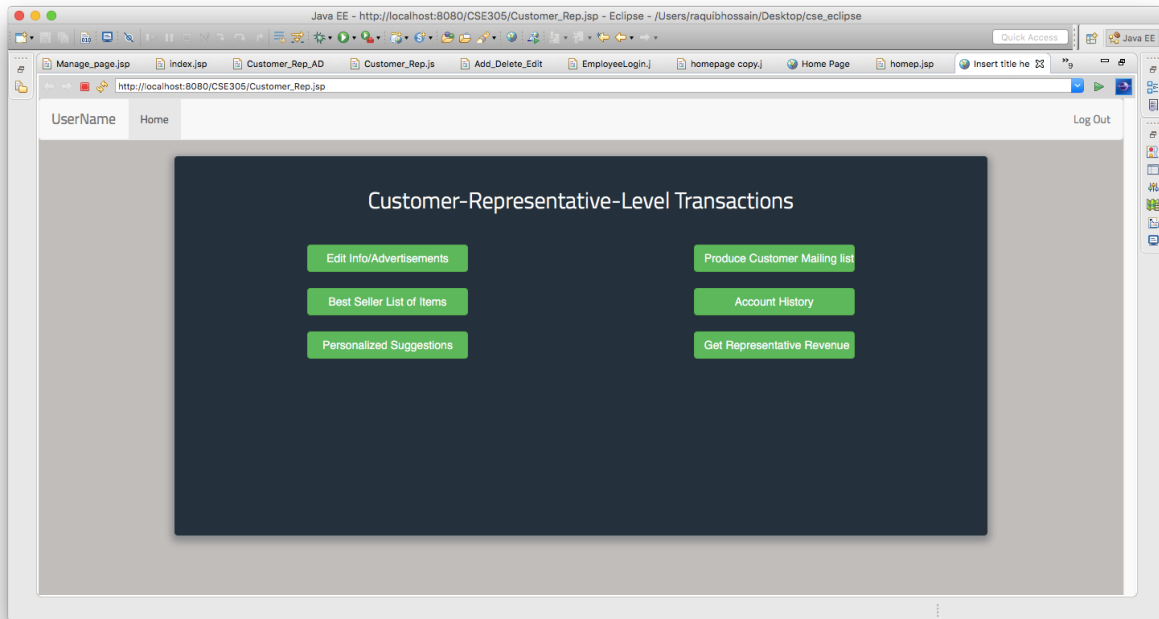 Java EE - http://localhost:8080/CSE305/Customer_Rep.jsp - Eclipse - /Users/raquibhossain/Desktop/cse_eclipse
Quick Access Java EE
Manage_page.jsp index.jsp Customer_Rep_AD Customer_Rep.js Add_Delete_Edit EmployeeLogin.j homepage copy.j Home Page homep.jsp Insert title he 9
http://localhost:8080/CSE305/Customer_Rep.jsp
UserName Home Log Out
Customer-Representative-Level Transactions
Edit Info/Advertisements Produce Customer Mailing list
Best Seller List of Items Account History
Personalized Suggestions Get Representative Revenue